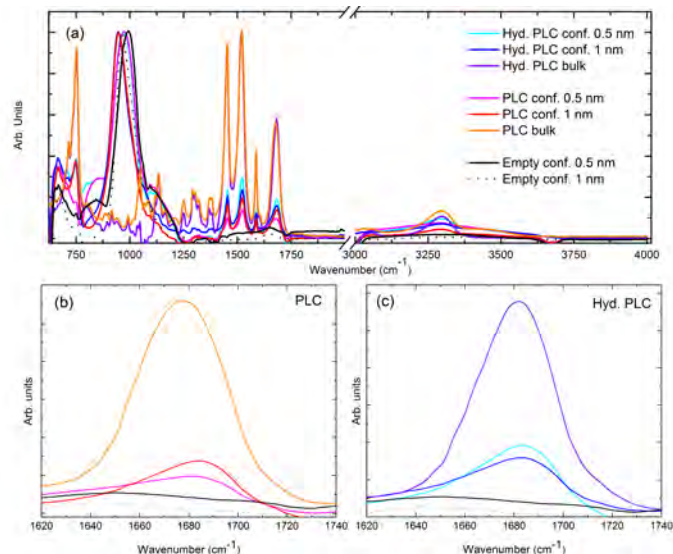 (a)
Hyd. PLC conf. 0.5 nm
Hyd. PLC conf. 1 nm
Hyd. PLC bulk
PLC conf. 0.5 nm
PLC conf. 1 nm
PLC bulk
Empty conf. 0.5 nm
Empty conf. 1 nm
Arb. Units
750 1000 1250 1500 1750 3000 3250 3500 3750 4000
Wavenumber (cm⁻¹)
(b) PLC
Arb. units
1620 1640 1660 1680 1700 1720 1740
Wavenumber (cm⁻¹)
(c) Hyd. PLC
Arb. units
1620 1640 1660 1680 1700 1720 1740
Wavenumber (cm⁻¹)